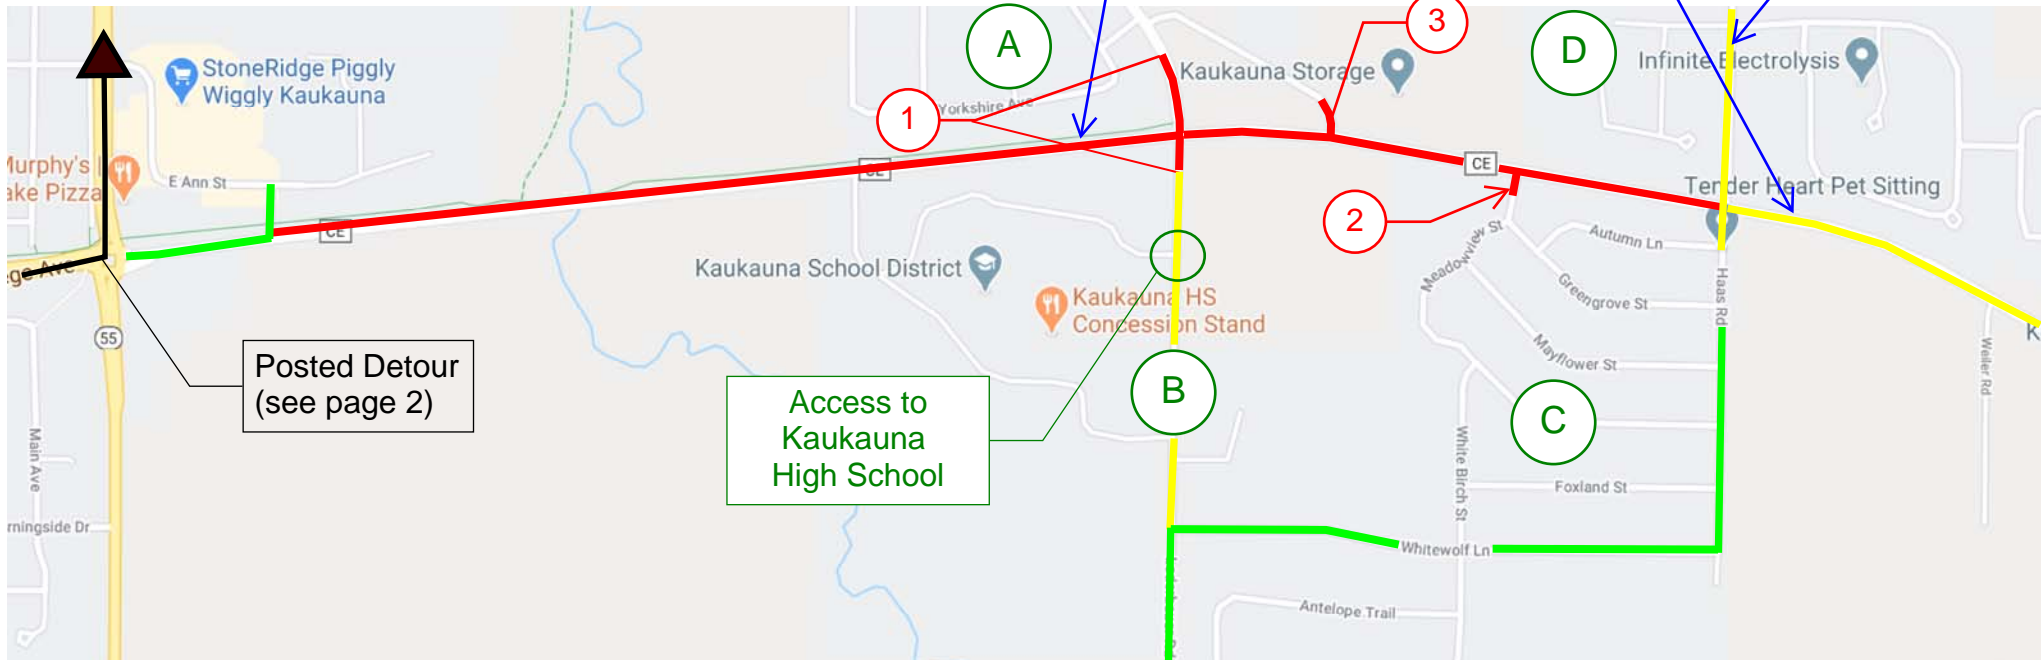 A
3
D
StoneRidge Piggly
Wiggly Kaukauna
Kaukauna Storage
Infinite Electrolysis
1
Yorkshire Ave
Murphy's
ake Pizza
E Ann St
CE
CE
CE
Tender Heart Pet Sitting
2
Meadowview St
Autumn Ln
Kaukauna School District
ege Ave
Greengrove St
Haas Rd
Kaukauna HS
Concession Stand
55
K
Posted Detour
(see page 2)
Mayflower St
Weiler Rd
Access to
Kaukauna
High School
B
C
Main Ave
White Birch St
Foxland St
rningside Dr
Whitewolf Ln
Antelope Trail